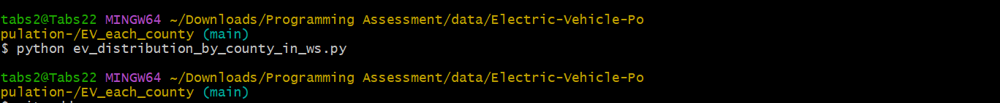 tabs2@Tabs22 MINGW64 ~/Downloads/Programming Assessment/data/Electric-Vehicle-Po
pulation-/EV_each_county (main)
$ python ev_distribution_by_county_in_ws.py
tabs2@Tabs22 MINGW64 ~/Downloads/Programming Assessment/data/Electric-Vehicle-Po
pulation-/EV_each_county (main)